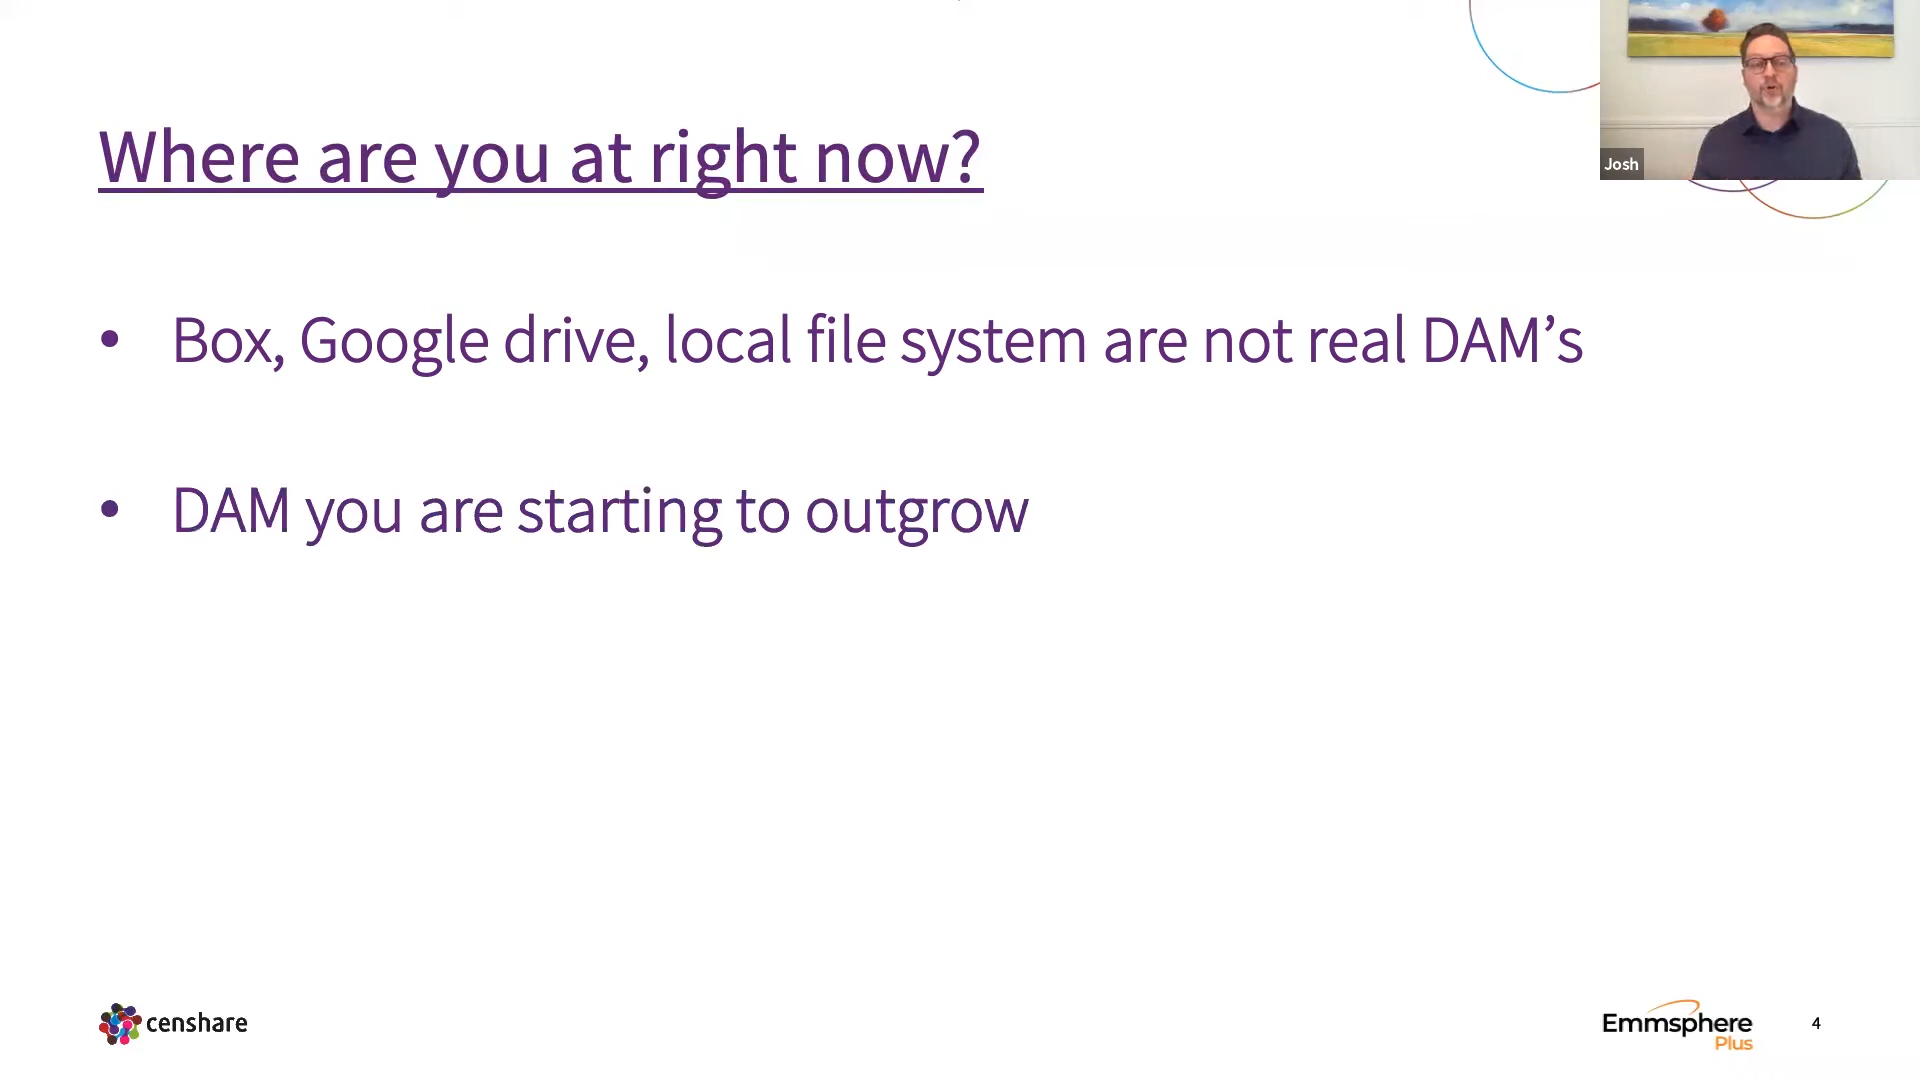 Where are you at right now?
Josh
• Box, Google drive, local file system are not real DAM’s
• DAM you are starting to outgrow
censhare
Emmsphere
Plus
4